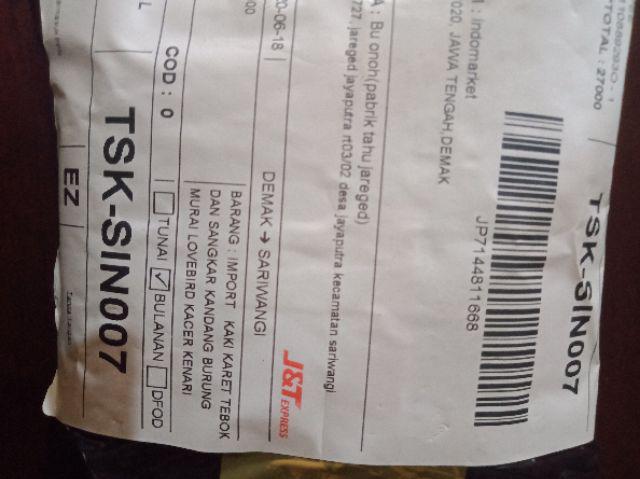 TOTAL : 27000
TSK-SIN007
JP7144811668
: indomarket
020, JAWA TENGAH,DEMAK
A : Bu onoh(pabrik tahu jareged)
727, jareged jayaputra rt03/02 desa jayaputra kecamatan sariwangi
J&T EXPRESS
20-06-18
DEMAK → SARIWANGI
BARANG : IMPORT KAKI KARET TEBOK
DAN SANGKAR KANDANG BURUNG
MURAI LOVEBIRD KACER KENARI
COD : 0
TUNAI BULANAN DFOD
TSK-SIN007
EZ